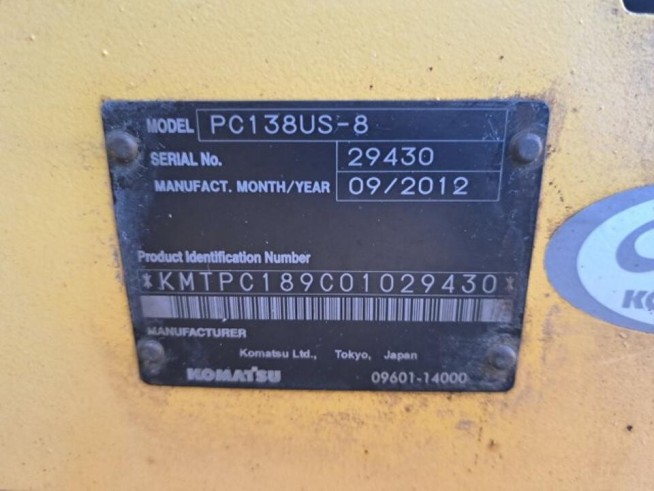 MODEL PC138US-8
SERIAL No. 29430
MANUFACT. MONTH/YEAR 09/2012
Product Identification Number
*KMTPC189C01029430*
MANUFACTURER
Komatsu Ltd., Tokyo, Japan
KOMATSU 09601-14000